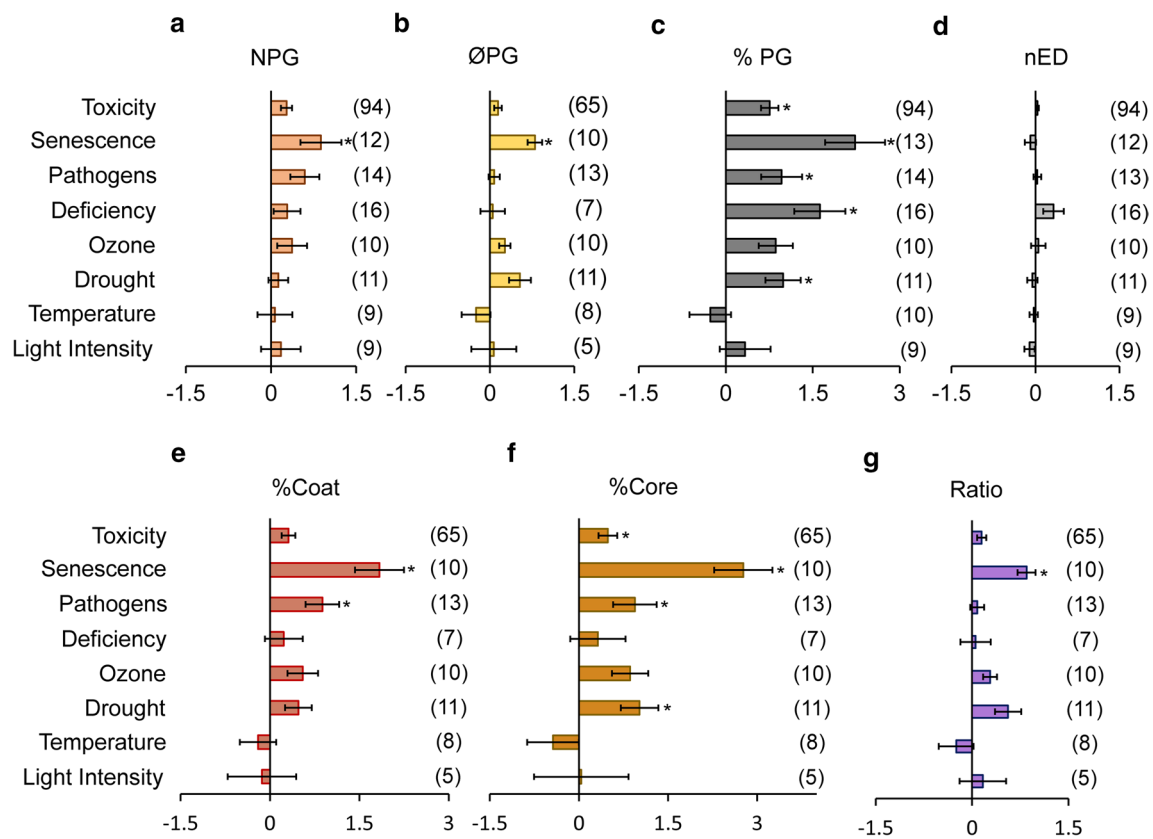 a b c d
NPG ØPG % PG nED
Toxicity (94) (65) * (94) (94)
Senescence *(12) * (10) *(13) (12)
Pathogens (14) (13) * (14) (13)
Deficiency (16) (7) * (16) (16)
Ozone (10) (10) (10) (10)
Drought (11) (11) * (11) (11)
Temperature (9) (8) (10) (9)
Light Intensity (9) (5) (9) (9)
-1.5 0 1.5 -1.5 0 1.5 -1.5 0 1.5 3 -1.5 0 1.5
e f g
%Coat %Core Ratio
Toxicity (65) * (65) (65)
Senescence * (10) * (10) * (10)
Pathogens * (13) * (13) (13)
Deficiency (7) (7) (7)
Ozone (10) (10) (10)
Drought (11) * (11) (11)
Temperature (8) (8) (8)
Light Intensity (5) (5) (5)
-1.5 0 1.5 3 -1.5 0 1.5 3 -1.5 0 1.5